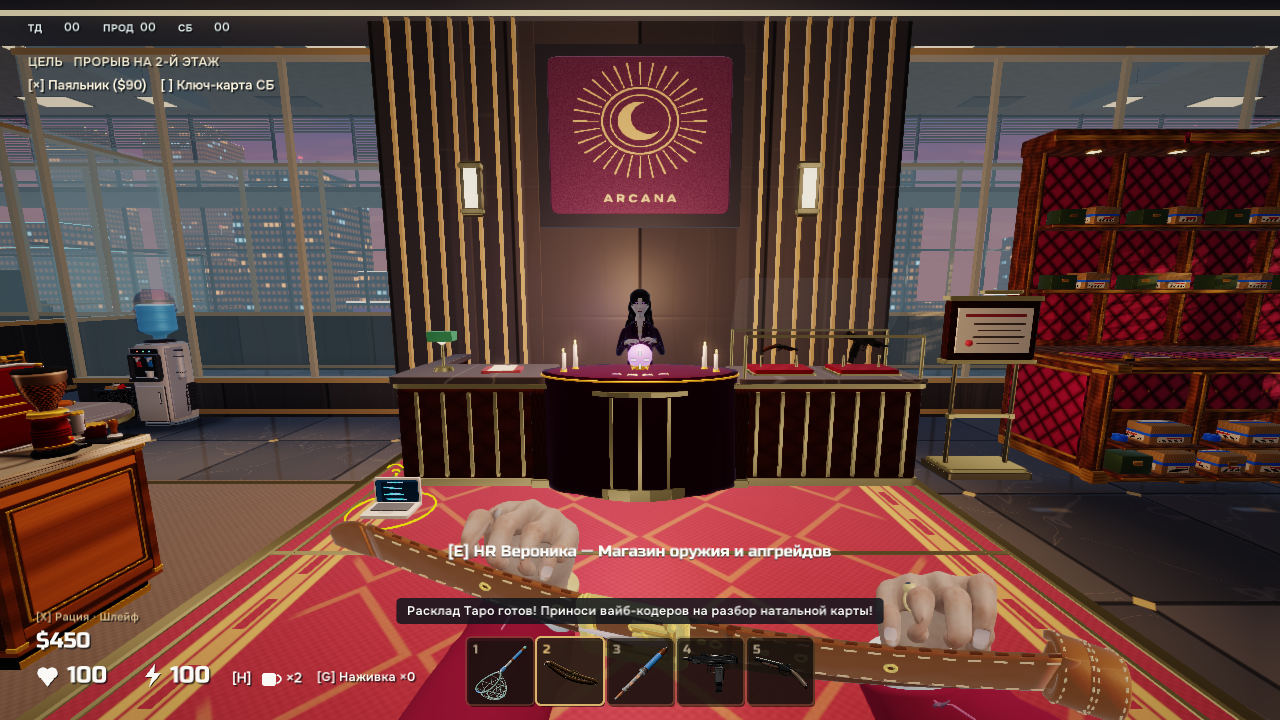 ТД 00 ПРОД 00 СБ 00
ЦЕЛЬ ПРОРЫВ НА 2-Й ЭТАЖ
[×] Паяльник ($90) [ ] Ключ-карта СБ
ARCANA
[E] HR Вероника — Магазин оружия и апгрейдов
Расклад Таро готов! Приноси вайб-кодеров на разбор натальной карты!
[X] Рация · Шлейф
$450
100 100 [H] ×2 [G] Наживка ×0
1 2 3 4 5